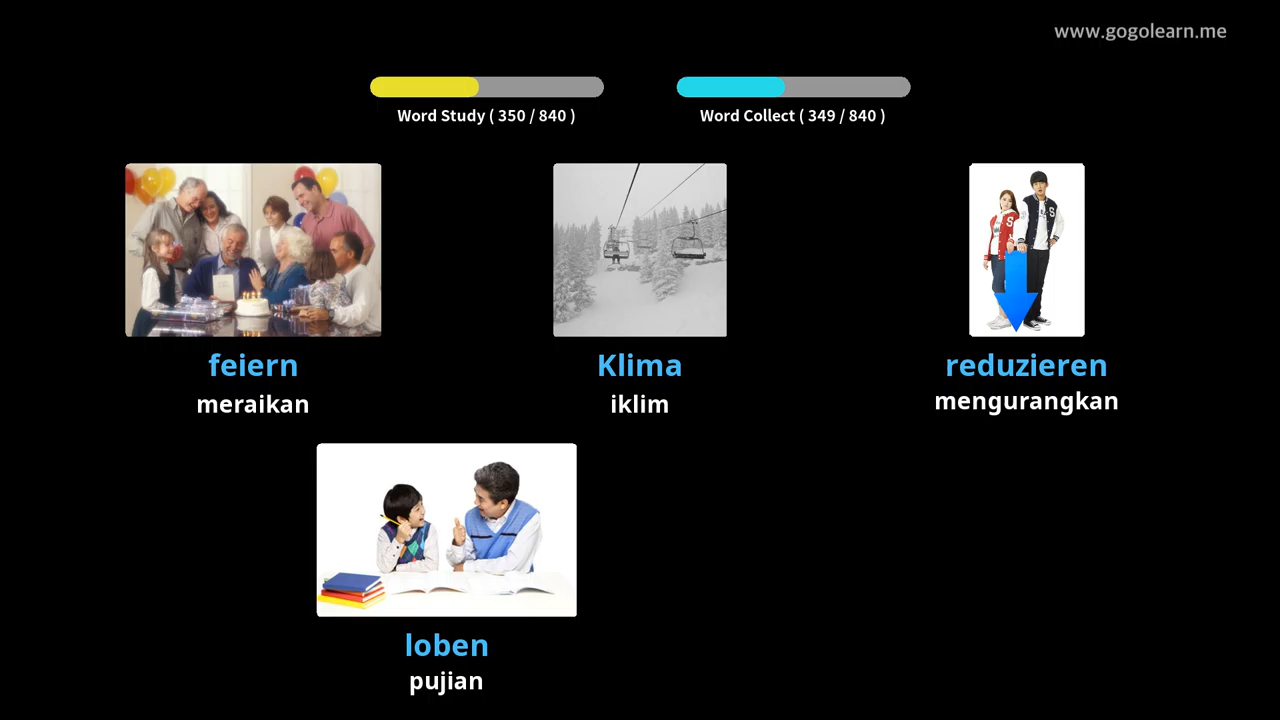 www.gogolearn.me
Word Study ( 350 / 840 )
Word Collect ( 349 / 840 )
feiern
meraikan
Klima
iklim
reduzieren
mengurangkan
loben
pujian